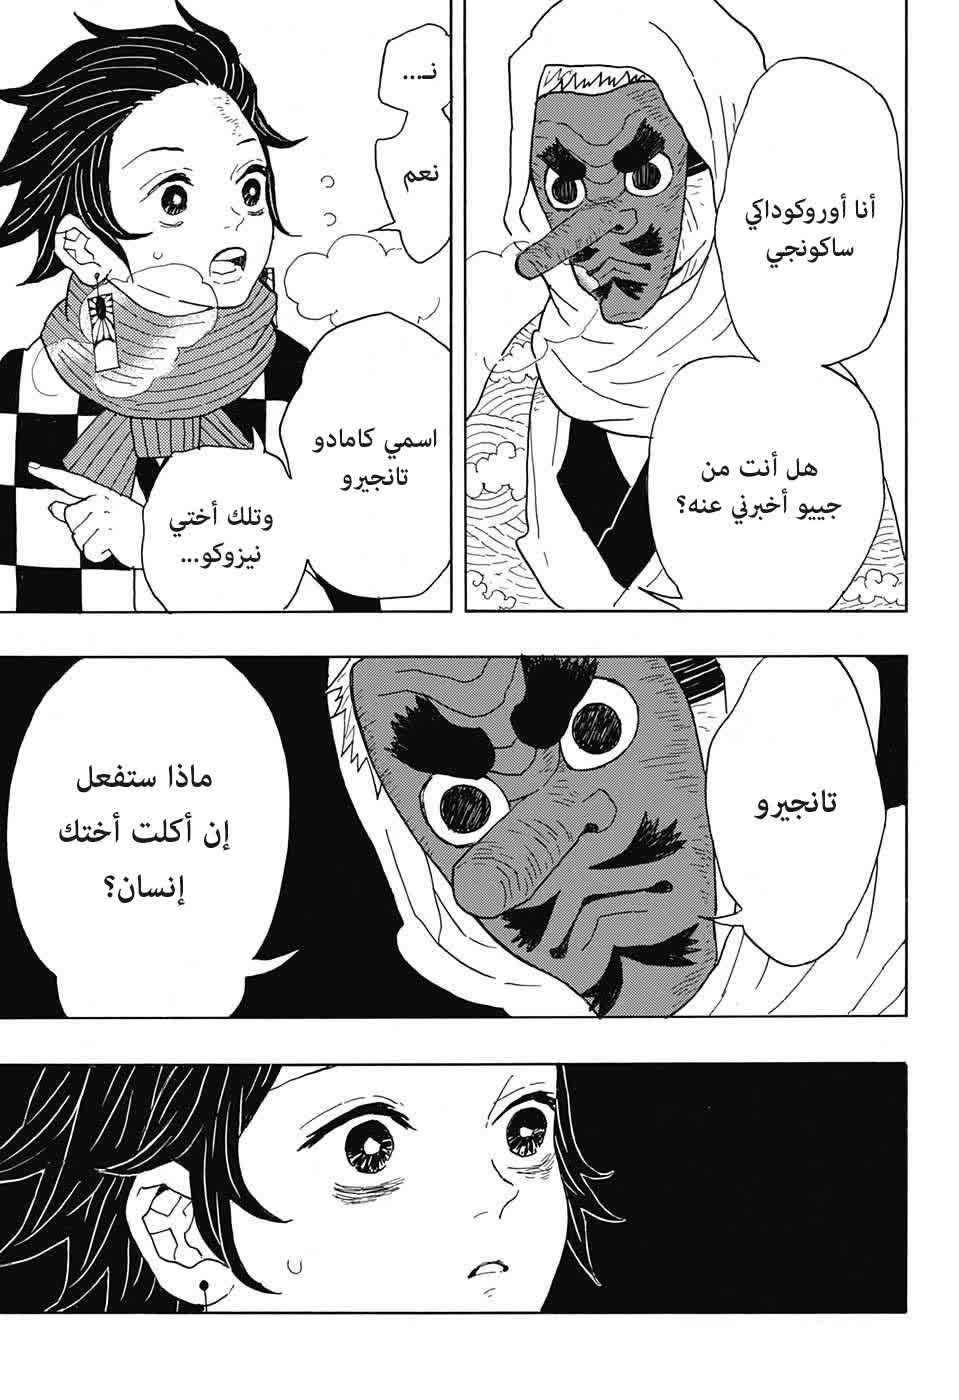 أنا أوروكوداكي
ساكونجي
هل أنت من
جييو أخبرني عنه؟
نـ...
نعم
اسمي كامادو
تانجيرو
وتلك أختي
نيزوكو...
تانجيرو
ماذا ستفعل
إن أكلت أختك
إنسان؟